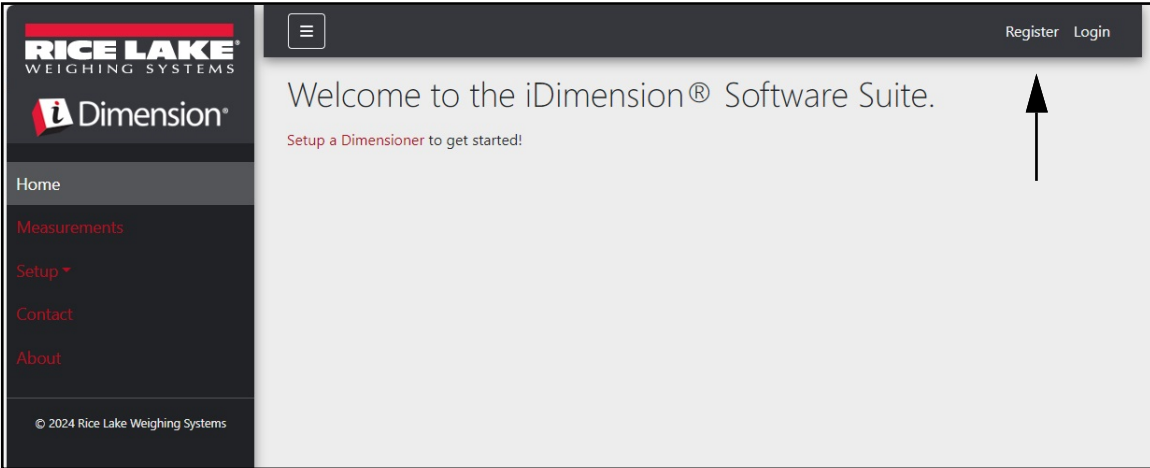 RICE LAKE®
WEIGHING SYSTEMS
i Dimension®
Home
Measurements
Setup
Contact
About
© 2024 Rice Lake Weighing Systems
Register Login
Welcome to the iDimension® Software Suite.
Setup a Dimensioner to get started!